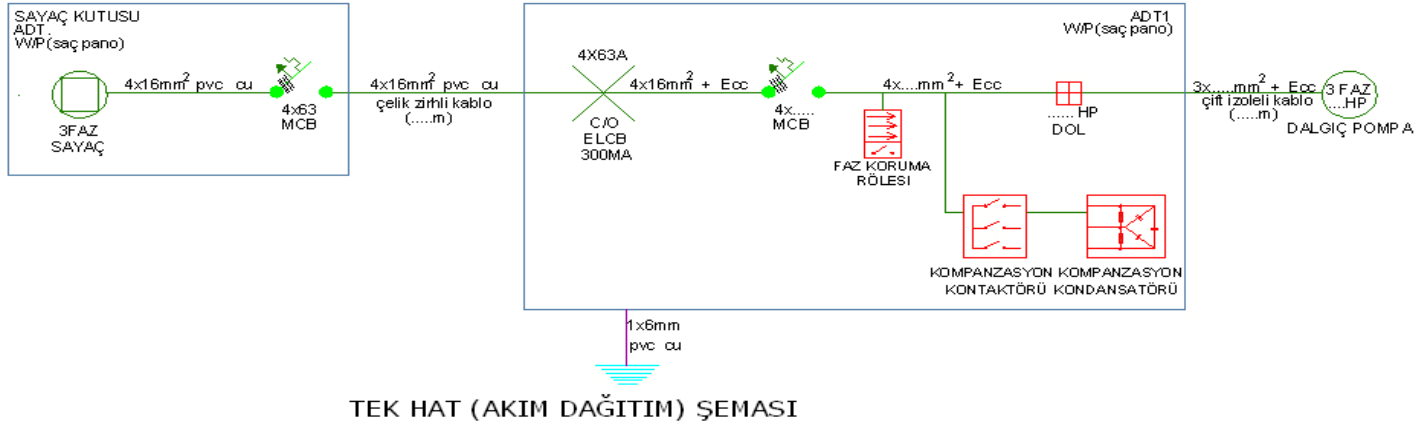 SAYAÇ KUTUSU
ADT.
W/P(saç pano)
3FAZ
SAYAÇ
4x16mm² pvc cu
4x63
MCB
4x16mm² pvc cu
çelik zirhli kablo
(.....m)
ADT1
W/P(saç pano)
4X63A
C/O
ELCB
300MA
4x16mm² + Ecc
4x.....
MCB
4x....mm² + Ecc
FAZ KORUMA
RÖLESI
...... HP
DOL
3x.....mm² + Ecc
çift izoleli kablo
(.....m)
3 FAZ
....HP
DALGIÇ POMPA
KOMPANZASYON
KONTAKTÖRÜ
KOMPANZASYON
KONDANSATÖRÜ
1x6mm
pvc cu
TEK HAT (AKIM DAĞITIM) ŞEMASI